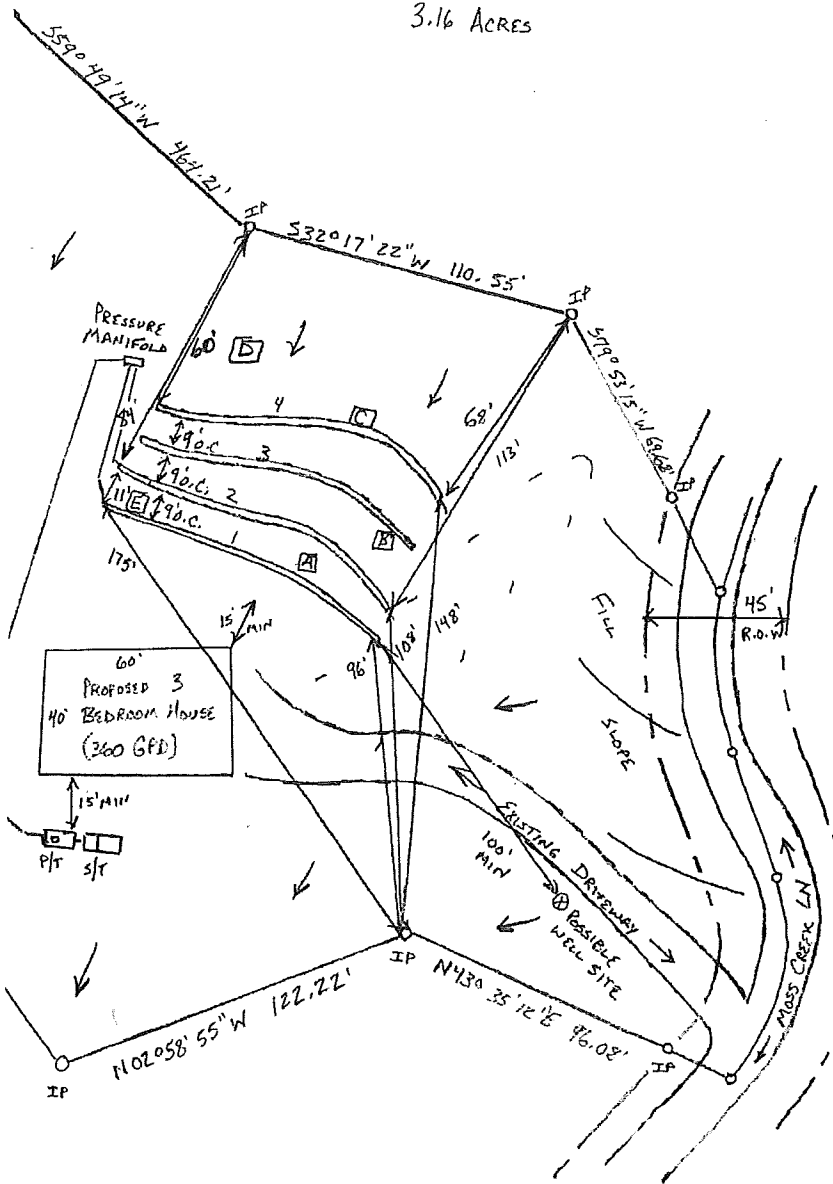 3.16 ACRES
S59° 49' 14" W 464.21'
IP
S32° 17' 22" W 110.55'
IP
S79° 53' 15" W 69.68'
IP
PRESSURE
MANIFOLD
60'
D
4
C
68'
113'
84'
9' O.C.
3
9' O.C.
2
11'
E
9' O.C.
1
B
A
175'
15'
MIN
96'
108'
148'
FILL
SLOPE
45'
R.O.W
60'
PROPOSED 3
40' BEDROOM HOUSE
(360 GPD)
15' MIN
P/T
S/T
100'
MIN
EXISTING DRIVEWAY
POSSIBLE
WELL SITE
MOSS CREEK LN
IP
N43° 35' 12" E 96.08'
IP
N02° 58' 55" W 122.22'
IP